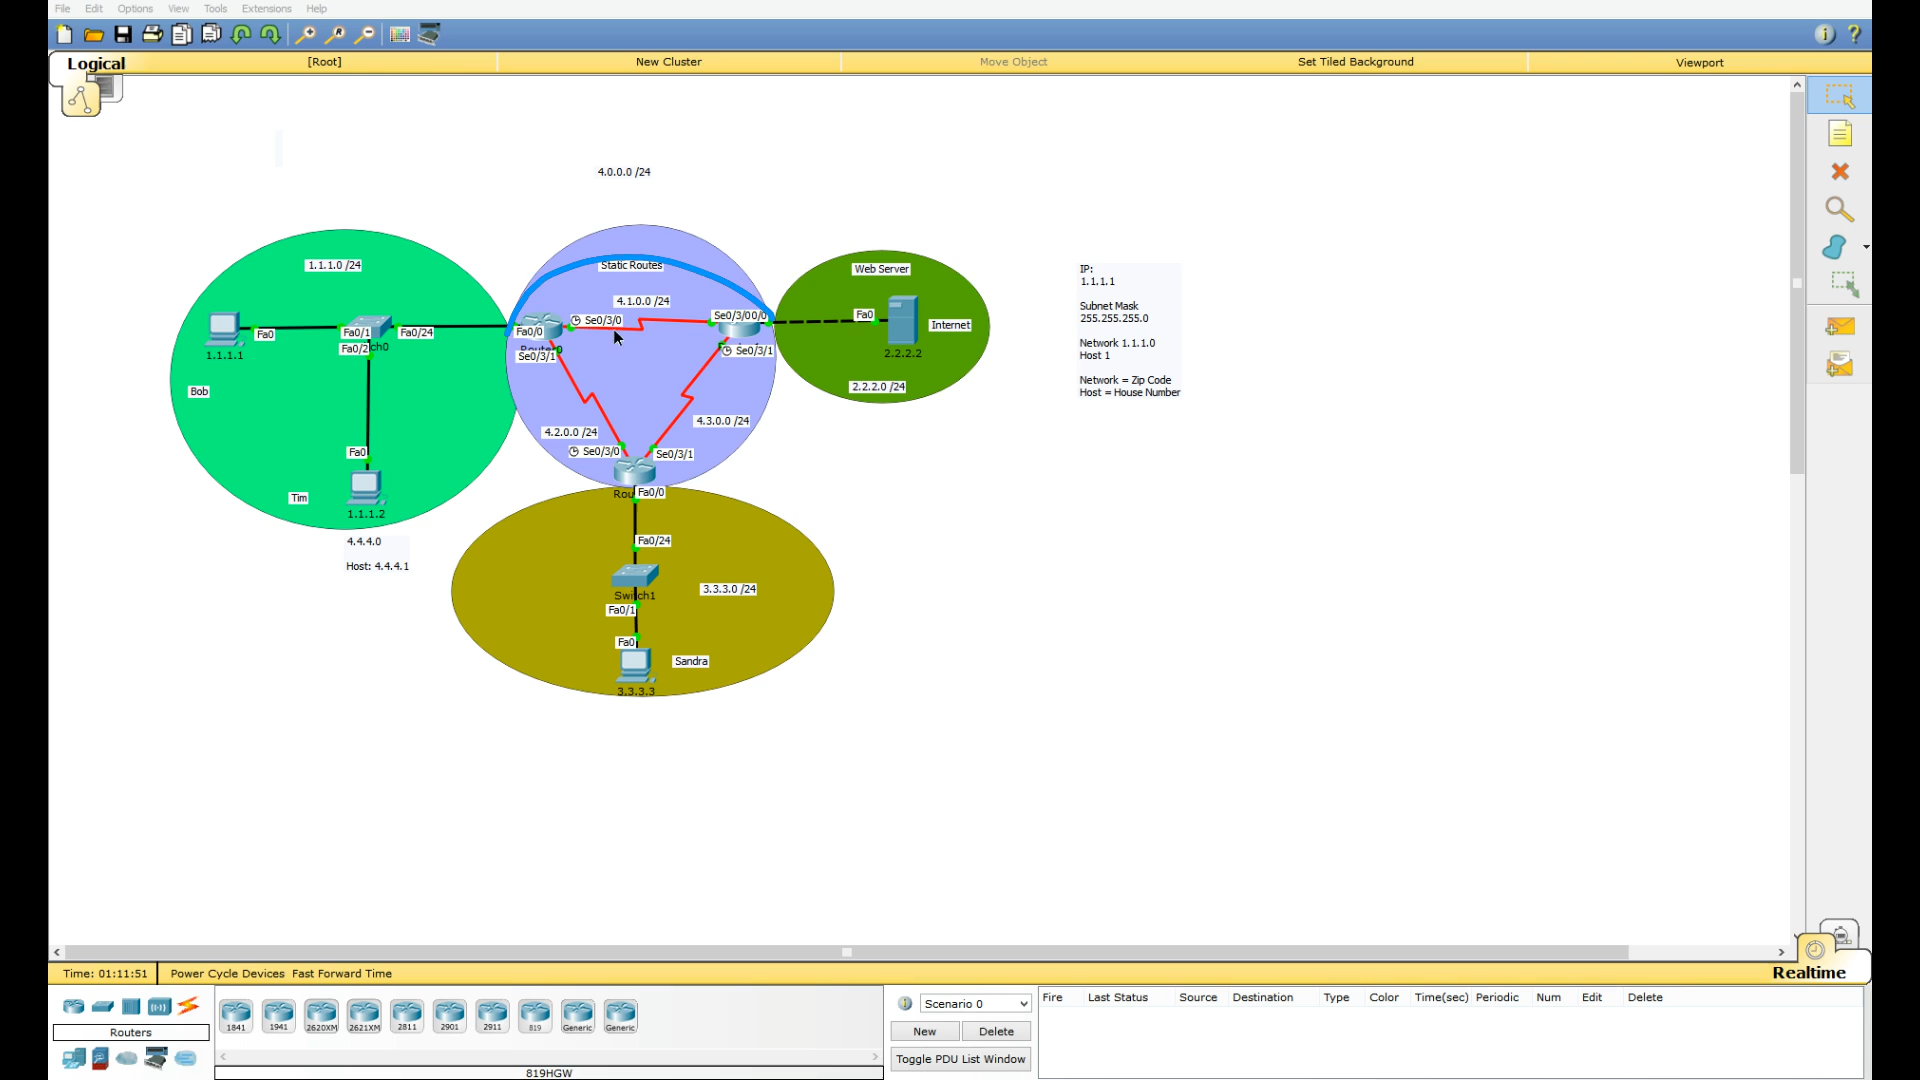 File Edit Options View Tools Extensions Help
Logical [Root] New Cluster Move Object Set Tiled Background Viewport
4.0.0.0 /24
1.1.1.0 /24
Static Routes
Web Server
4.1.0.0 /24
IP:
1.1.1.1
Subnet Mask
255.255.255.0
Network 1.1.1.0
Host 1
Network = Zip Code
Host = House Number
Fa0 Fa0/1 Fa0/24 Fa0/0 Se0/3/0 Se0/3/0 0/0 Fa0 Internet
1.1.1.1 Fa0/2 ch0 Se0/3/1 Se0/3/1 2.2.2.2
Bob
2.2.2.0 /24
4.2.0.0 /24 4.3.0.0 /24
Fa0 Se0/3/0 Se0/3/1
Tim
1.1.1.2
Rou Fa0/0
4.4.4.0
Host: 4.4.4.1
Fa0/24
3.3.3.0 /24
Switch1
Fa0/1
Fa0
Sandra
3.3.3.3
Time: 01:11:51 Power Cycle Devices Fast Forward Time Realtime
Routers
1841 1941 2620XM 2621XM 2811 2901 2911 819 Generic Generic
819HGW
Scenario 0
New Delete
Toggle PDU List Window
Fire Last Status Source Destination Type Color Time(sec) Periodic Num Edit Delete